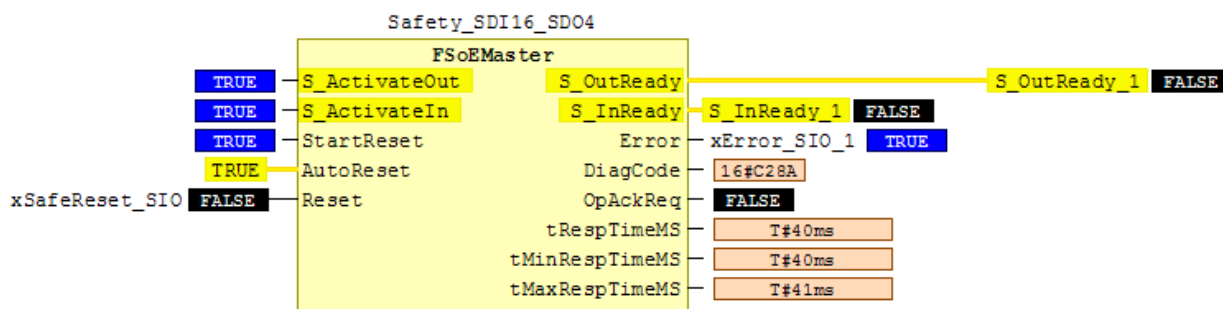 Safety_SDI16_SDO4
FSoEMaster
TRUE S_ActivateOut S_OutReady S_OutReady_1 FALSE
TRUE S_ActivateIn S_InReady S_InReady_1 FALSE
TRUE StartReset Error xError_SIO_1 TRUE
TRUE AutoReset DiagCode 16#C28A
xSafeReset_SIO FALSE Reset OpAckReq FALSE
tRespTimeMS T#40ms
tMinRespTimeMS T#40ms
tMaxRespTimeMS T#41ms